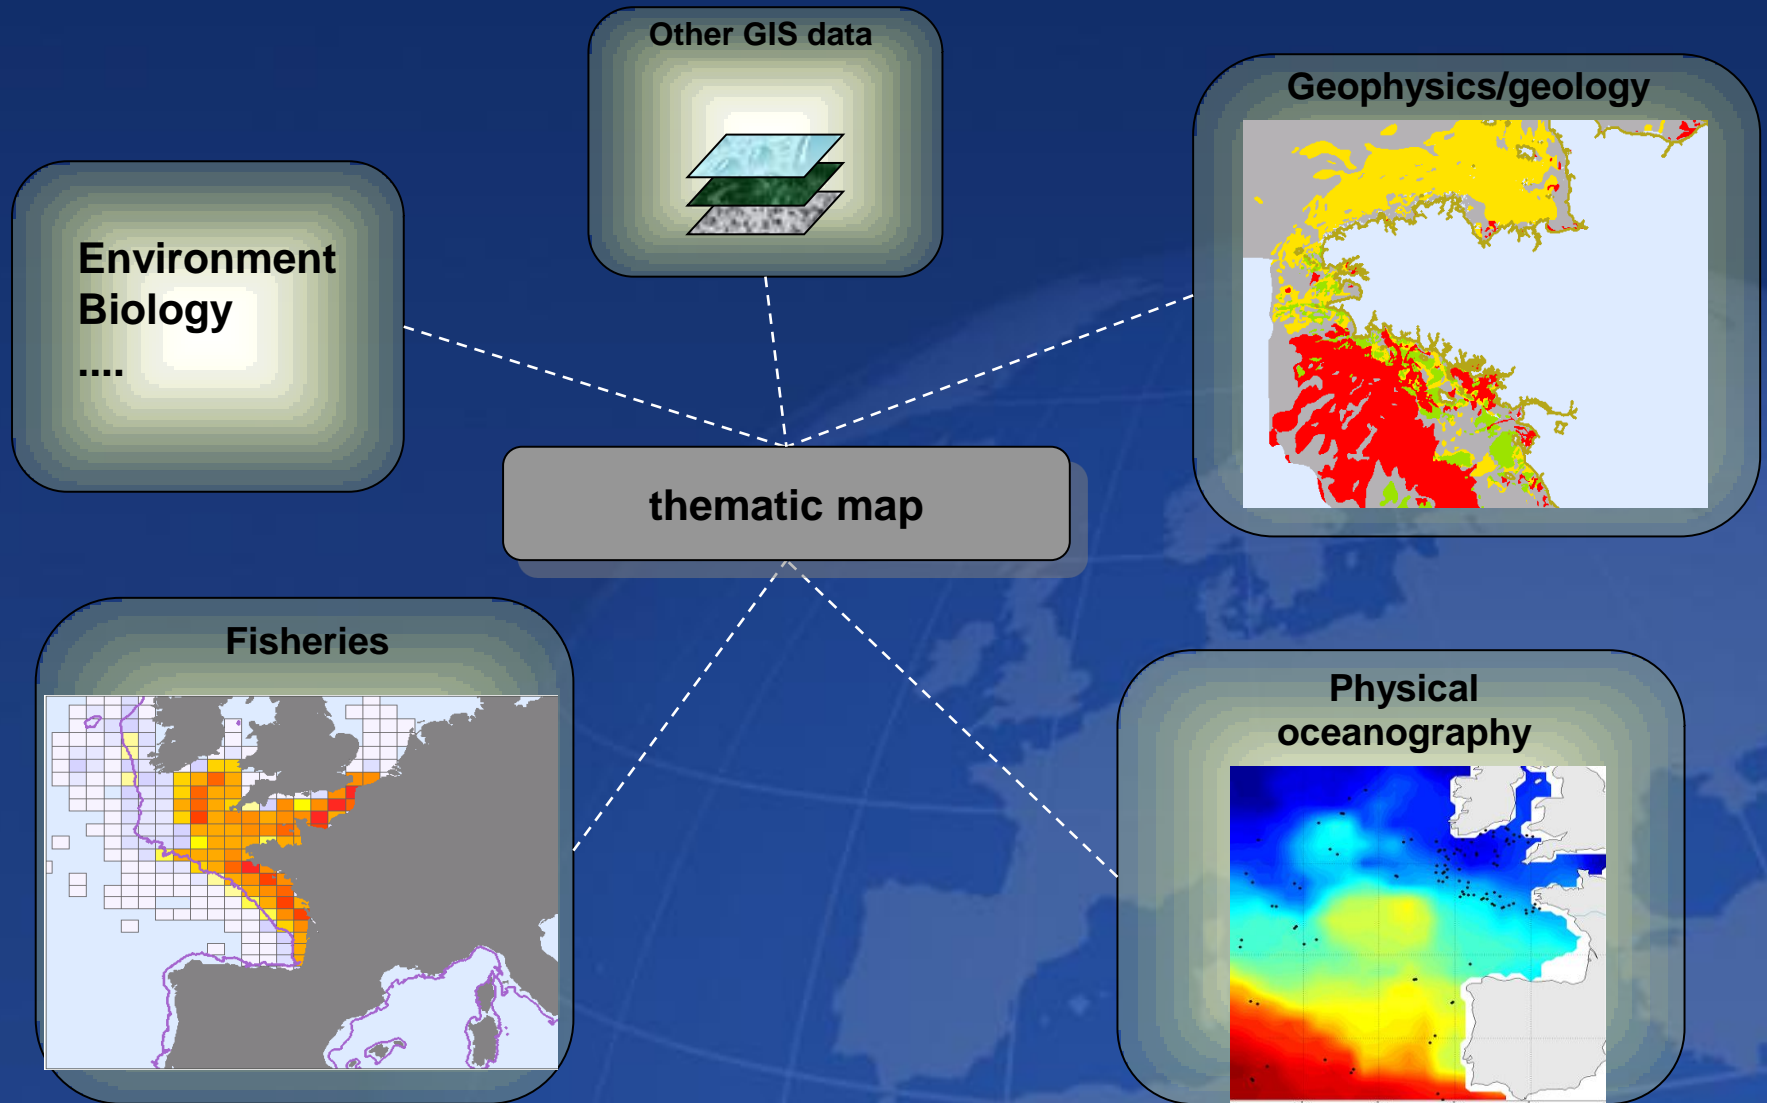 Other GIS data
Geophysics/geology
Environment
Biology
....
thematic map
Fisheries
Physical
oceanography